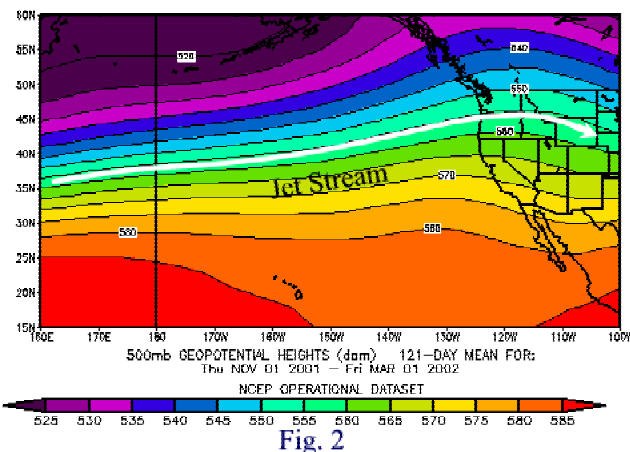 60N
55N
50N
45N
40N
35N
30N
25N
20N
15N
520
540
550
560
570
580
560
Jet Stream
160E 170E 180 170W 160W 150W 140W 130W 120W 110W 100W
500mb GEOPOTENTIAL HEIGHTS (dam) 121-DAY MEAN FOR:
Thu NOV 01 2001 – Fri MAR 01 2002
NCEP OPERATIONAL DATASET
525 530 535 540 545 550 555 560 565 570 575 580 585
Fig. 2